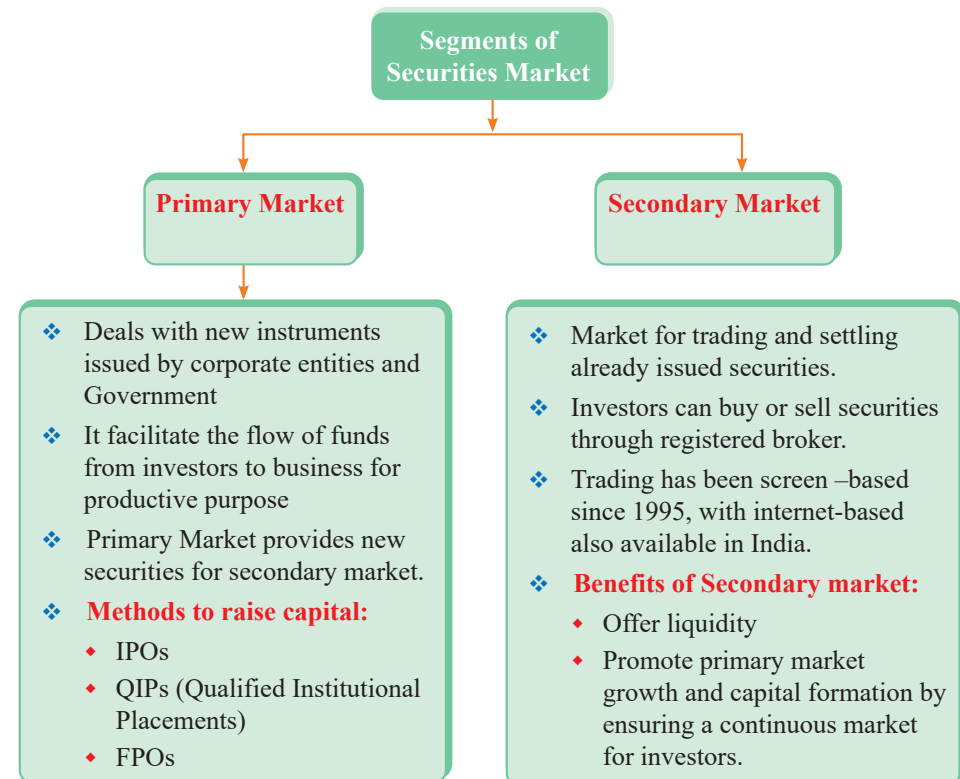 Segments of
Securities Market
Primary Market
Secondary Market
Deals with new instruments
issued by corporate entities and
Government
It facilitate the flow of funds
from investors to business for
productive purpose
Primary Market provides new
securities for secondary market.
Methods to raise capital:
IPOs
QIPs (Qualified Institutional
Placements)
FPOs
Market for trading and settling
already issued securities.
Investors can buy or sell securities
through registered broker.
Trading has been screen –based
since 1995, with internet-based
also available in India.
Benefits of Secondary market:
Offer liquidity
Promote primary market
growth and capital formation by
ensuring a continuous market
for investors.